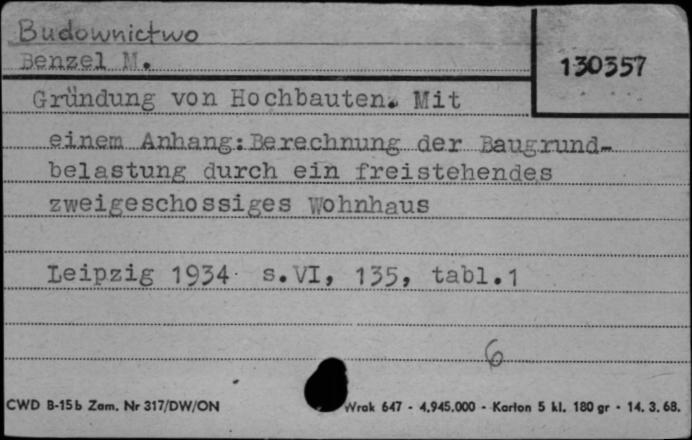 Budownictwo
Benzel M.
130357
Gründung von Hochbauten. Mit
einem Anhang: Berechnung der Baugrund-
belastung durch ein freistehendes
zweigeschossiges Wohnhaus
Leipzig 1934 s.VI, 135, tabl.1
6
CWD B-15b Zam. Nr 317/DW/ON Wrak 647 - 4.945.000 - Karton 5 kl. 180 gr - 14. 3. 68.